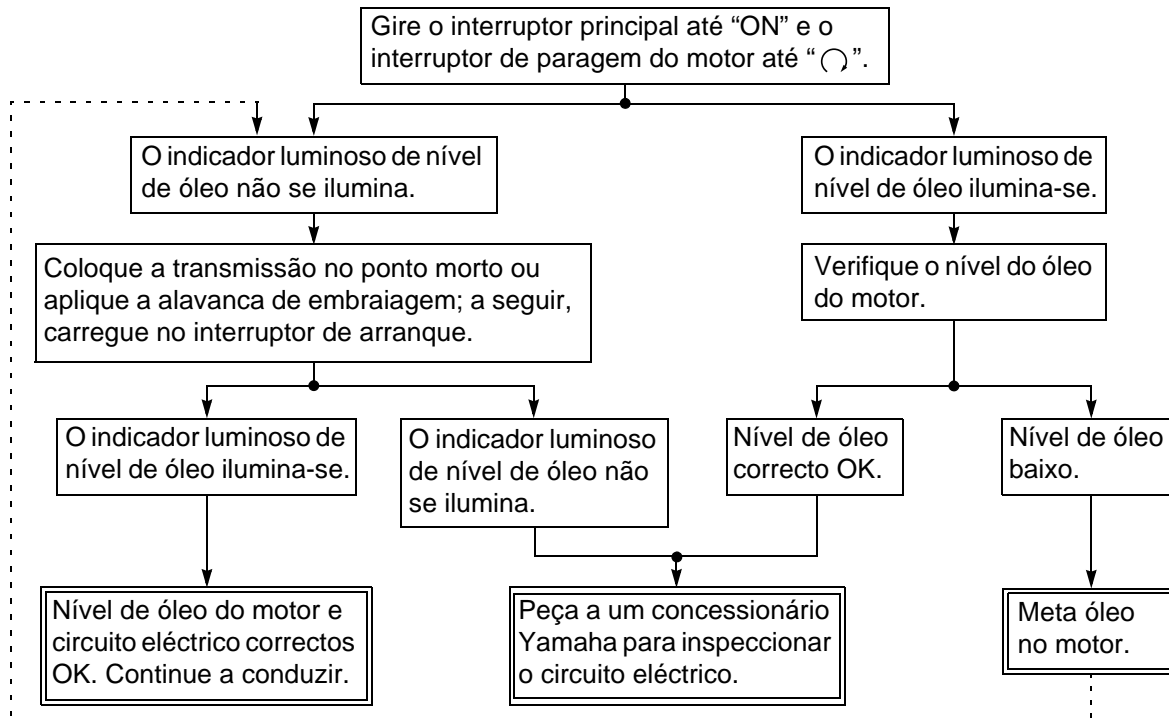 Gire o interruptor principal até “ON” e o
interruptor de paragem do motor até “ ”.
O indicador luminoso de nível
de óleo não se ilumina.
O indicador luminoso de
nível de óleo ilumina-se.
Coloque a transmissão no ponto morto ou
aplique a alavanca de embraiagem; a seguir,
carregue no interruptor de arranque.
Verifique o nível do óleo
do motor.
O indicador luminoso de
nível de óleo ilumina-se.
O indicador luminoso
de nível de óleo não
se ilumina.
Nível de óleo
correcto OK.
Nível de óleo
baixo.
Nível de óleo do motor e
circuito eléctrico correctos
OK. Continue a conduzir.
Peça a um concessionário
Yamaha para inspeccionar
o circuito eléctrico.
Meta óleo
no motor.